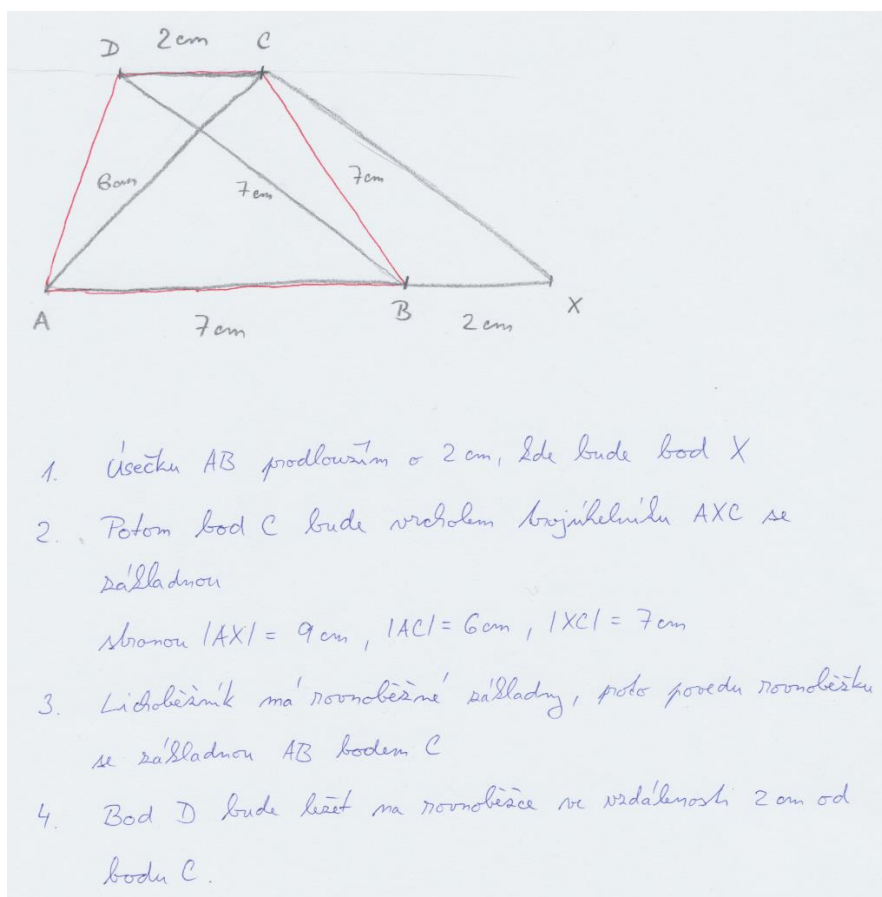 D 2cm C
6cm 7cm 7cm
A 7cm B 2cm X
1. Úsečku AB prodloužím o 2 cm, kde bude bod X
2. Potom bod C bude vrcholem trojúhelníku AXC se
základnou
stranou |AX| = 9 cm, |AC| = 6cm, |XC| = 7cm
3. Lichoběžník má rovnoběžné základny, proto povedu rovnoběžku
se základnou AB bodem C
4. Bod D bude ležet na rovnoběžce ve vzdálenosti 2 cm od
bodu C.